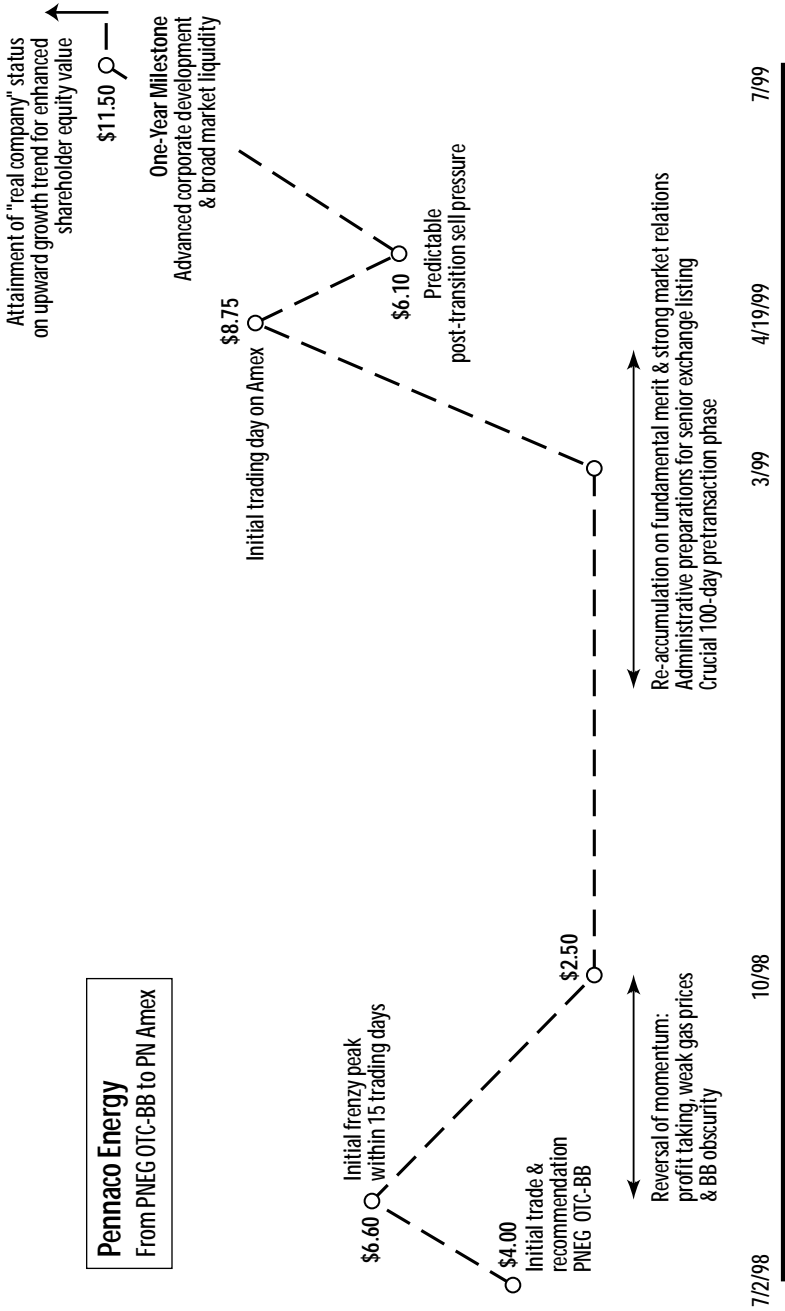 Pennaco Energy
From PNEG OTC-BB to PN Amex
$4.00
Initial trade &
recommendation
PNEG OTC-BB
$6.60
Initial frenzy peak
within 15 trading days
Reversal of momentum:
profit taking, weak gas prices
& BB obscurity
$2.50
Re-accumulation on fundamental merit & strong market relations
Administrative preparations for senior exchange listing
Crucial 100-day pretransaction phase
Initial trading day on Amex
$8.75
$6.10
Predictable
post-transition sell pressure
One-Year Milestone
Advanced corporate development
& broad market liquidity
$11.50
Attainment of "real company" status
on upward growth trend for enhanced
shareholder equity value
7/2/98
10/98
3/99
4/19/99
7/99